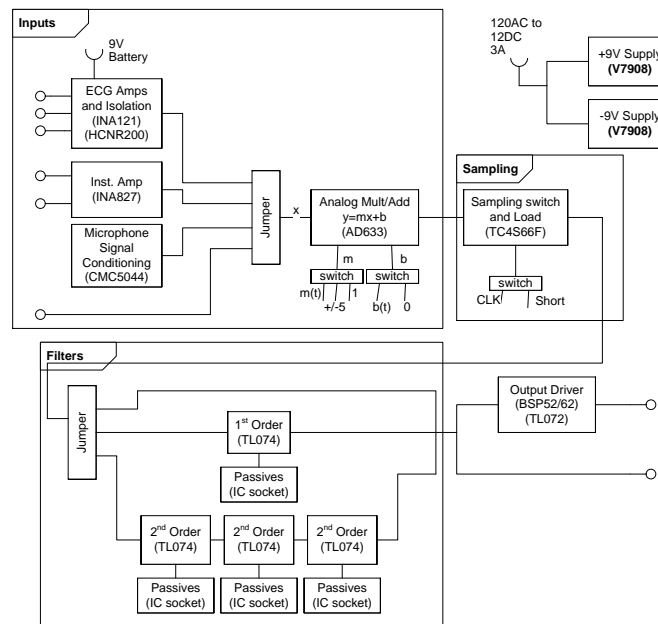 Inputs
9V
Battery
ECG Amps
and Isolation
(INA121)
(HCNR200)
Inst. Amp
(INA827)
Microphone
Signal
Conditioning
(CMC5044)
Jumper
x
Analog Mult/Add
y=mx+b
(AD633)
m
b
switch
switch
m(t)
+/-5
1
b(t)
0
120AC to
12DC
3A
+9V Supply
(V7908)
-9V Supply
(V7908)
Sampling
Sampling switch
and Load
(TC4S66F)
switch
CLK
Short
Filters
Jumper
1st Order
(TL074)
Passives
(IC socket)
2nd Order
(TL074)
2nd Order
(TL074)
2nd Order
(TL074)
Passives
(IC socket)
Passives
(IC socket)
Passives
(IC socket)
Output Driver
(BSP52/62)
(TL072)